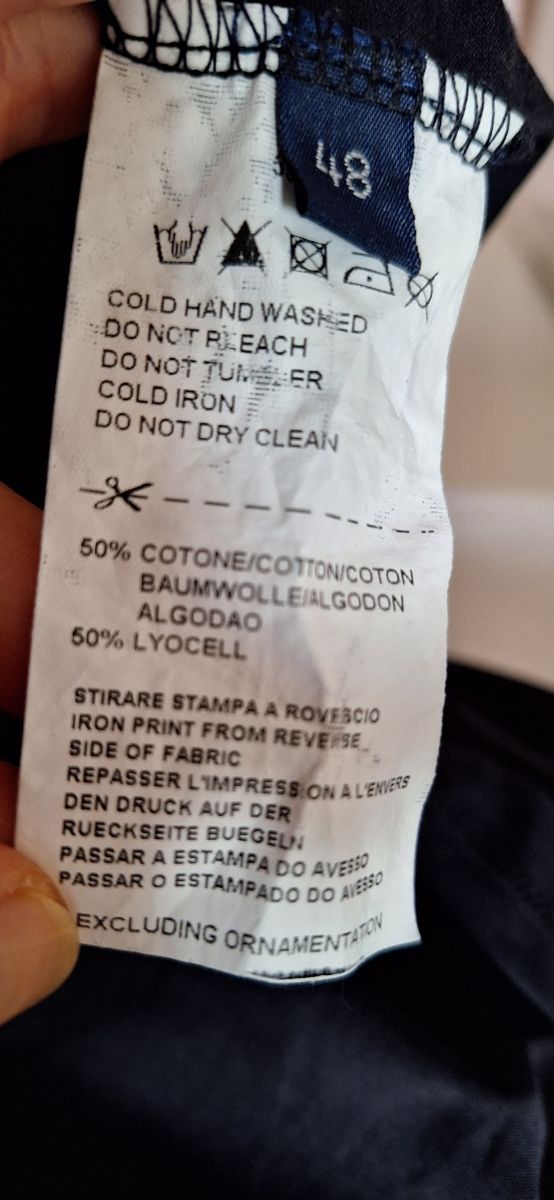 48
COLD HAND WASHED
DO NOT BLEACH
DO NOT TUMBLER
COLD IRON
DO NOT DRY CLEAN
50% COTONE/COTTON/COTON
BAUMWOLLE/ALGODON
ALGODAO
50% LYOCELL
STIRARE STAMPA A ROVESCIO
IRON PRINT FROM REVERSE
SIDE OF FABRIC
REPASSER L'IMPRESSION A L'ENVERS
DEN DRUCK AUF DER
RUECKSEITE BUEGELN
PASSAR A ESTAMPA DO AVESSO
PASSAR O ESTAMPADO DO AVESSO
EXCLUDING ORNAMENTATION